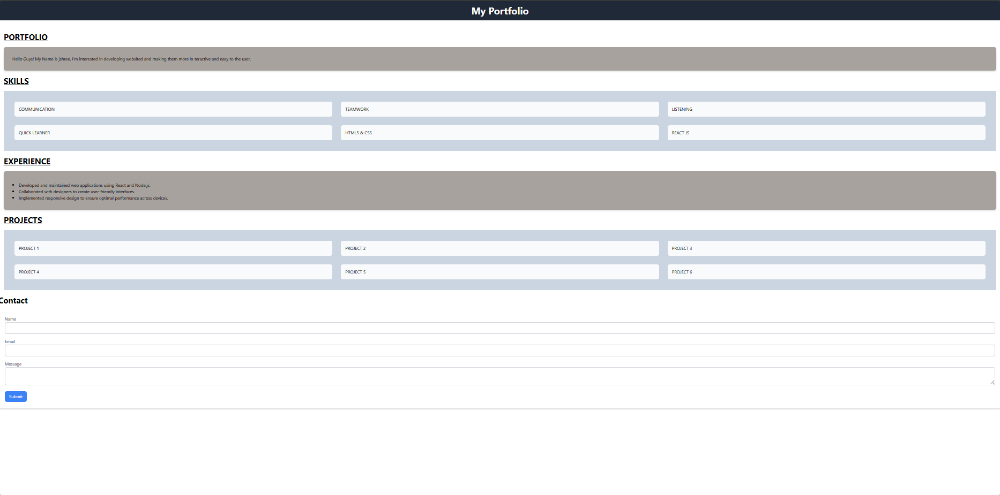 My Portfolio
PORTFOLIO
Hello Guys! My Name is jshree, I'm interested in developing websited and making them more in teractive and easy to the user.
SKILLS
COMMUNICATION
TEAMWORK
LISTENING
QUICK LEARNER
HTML5 & CSS
REACT JS
EXPERIENCE
Developed and maintained web applications using React and Node.js.
Collaborated with designers to create user-friendly interfaces.
Implemented responsive design to ensure optimal performance across devices.
PROJECTS
PROJECT 1
PROJECT 2
PROJECT 3
PROJECT 4
PROJECT 5
PROJECT 6
Contact
Name
Email
Message
Submit